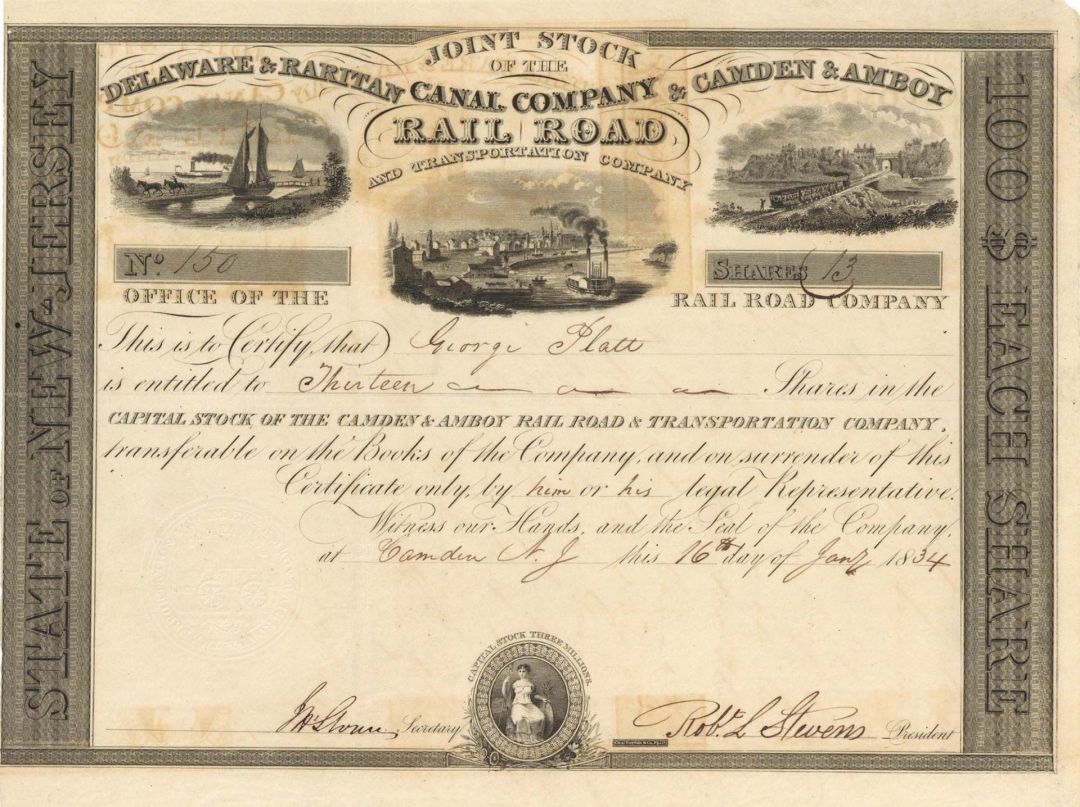 JOINT STOCK
OF THE
DELAWARE & RARITAN CANAL COMPANY & CAMDEN & AMBOY
RAIL ROAD
AND TRANSPORTATION COMPANY
No 150
SHARES 13
OFFICE OF THE RAIL ROAD COMPANY
This is to Certify, that George Platt
is entitled to Thirteen Shares in the
CAPITAL STOCK OF THE CAMDEN & AMBOY RAIL ROAD & TRANSPORTATION COMPANY,
transferable on the Books of the Company, and on surrender of this
Certificate only, by him or his legal Representative.
Witness our Hands, and the Seal of the Company,
at Camden N. J this 16th day of Jany 1834
CAPITAL STOCK THREE MILLIONS.
Secretary
Robt. L Stevens President
STATE OF NEW-JERSEY
100 $ EACH SHARE